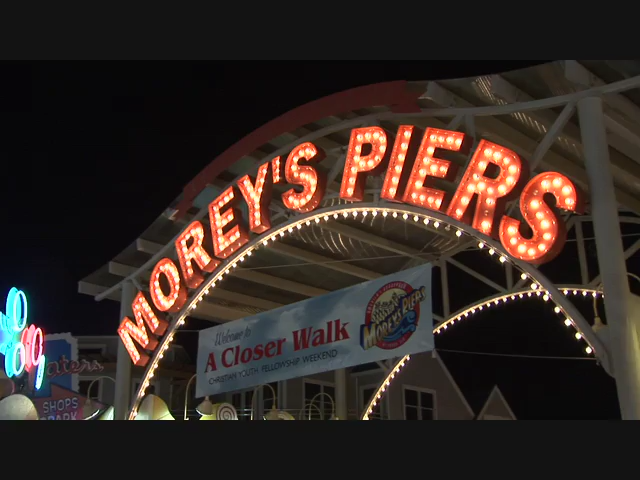 MOREY'S PIERS
Welcome to
A Closer Walk
CHRISTIAN YOUTH FELLOWSHIP WEEKEND
MOREY'S PIERS
SHOPS